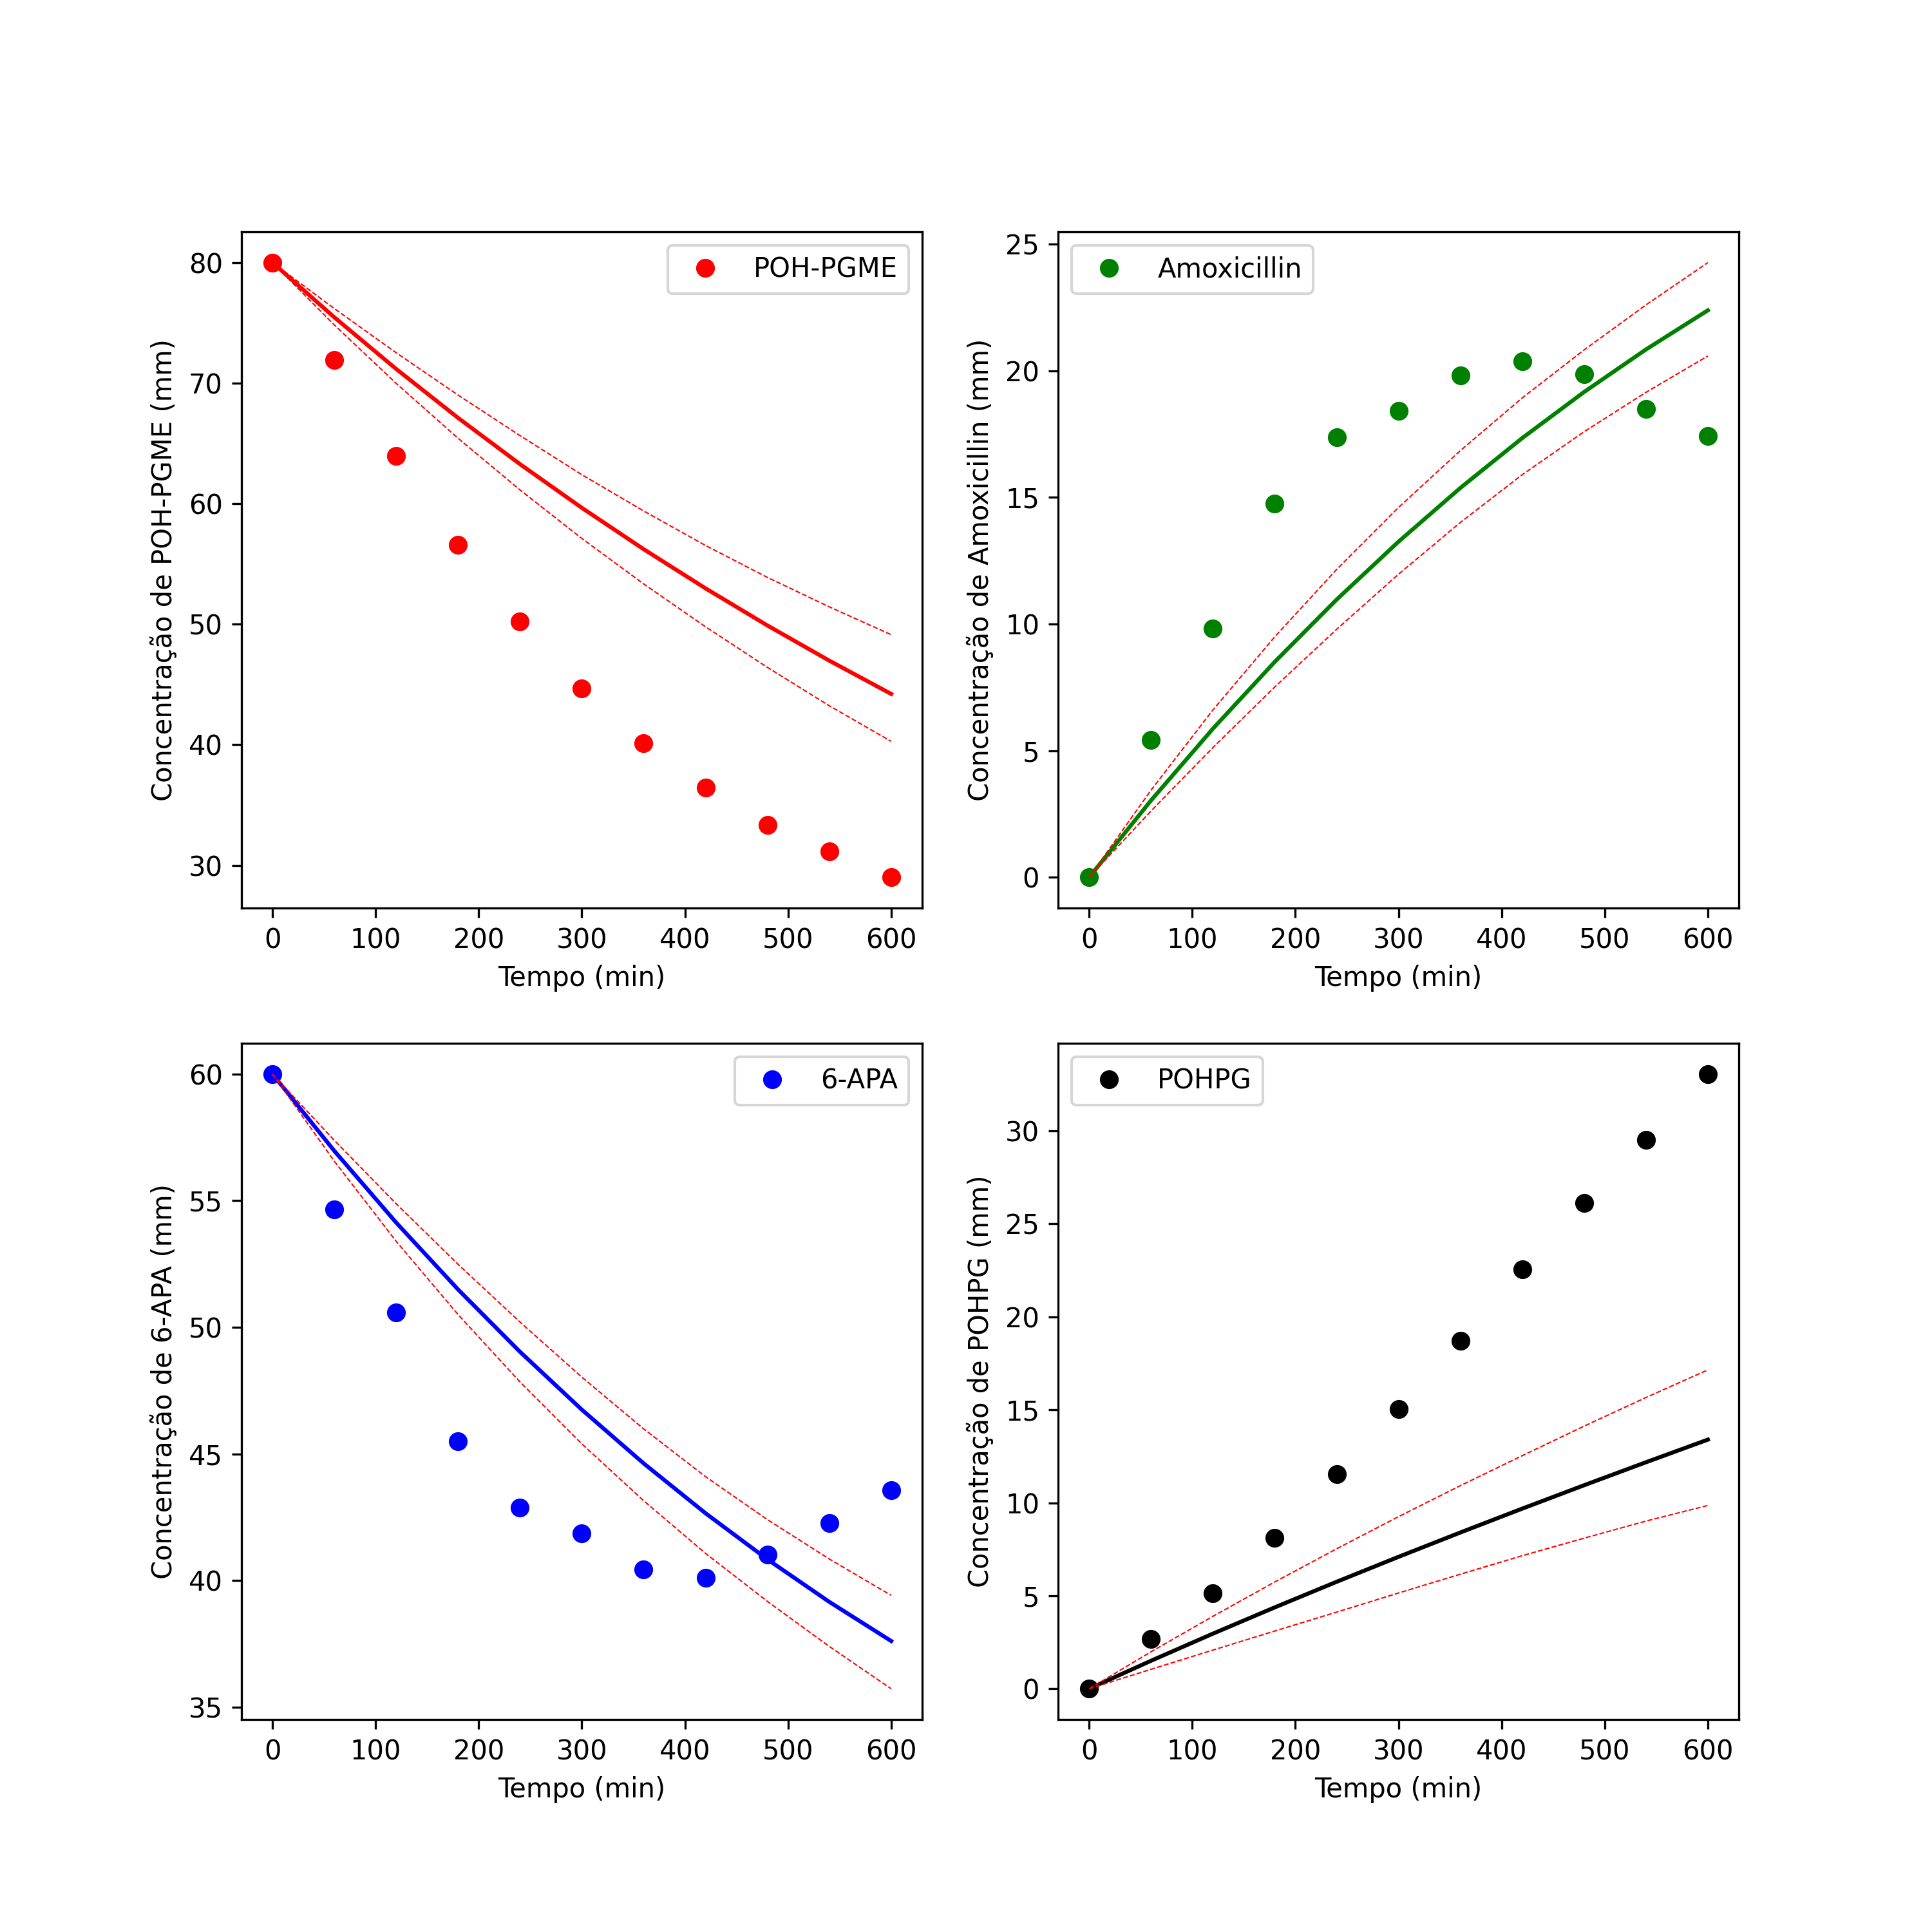 POH-PGME
Concentração de POH-PGME (mm)
80
70
60
50
40
30
0 100 200 300 400 500 600
Tempo (min)
Amoxicillin
Concentração de Amoxicillin (mm)
25
20
15
10
5
0
0 100 200 300 400 500 600
Tempo (min)
6-APA
Concentração de 6-APA (mm)
60
55
50
45
40
35
0 100 200 300 400 500 600
Tempo (min)
POHPG
Concentração de POHPG (mm)
30
25
20
15
10
5
0
0 100 200 300 400 500 600
Tempo (min)